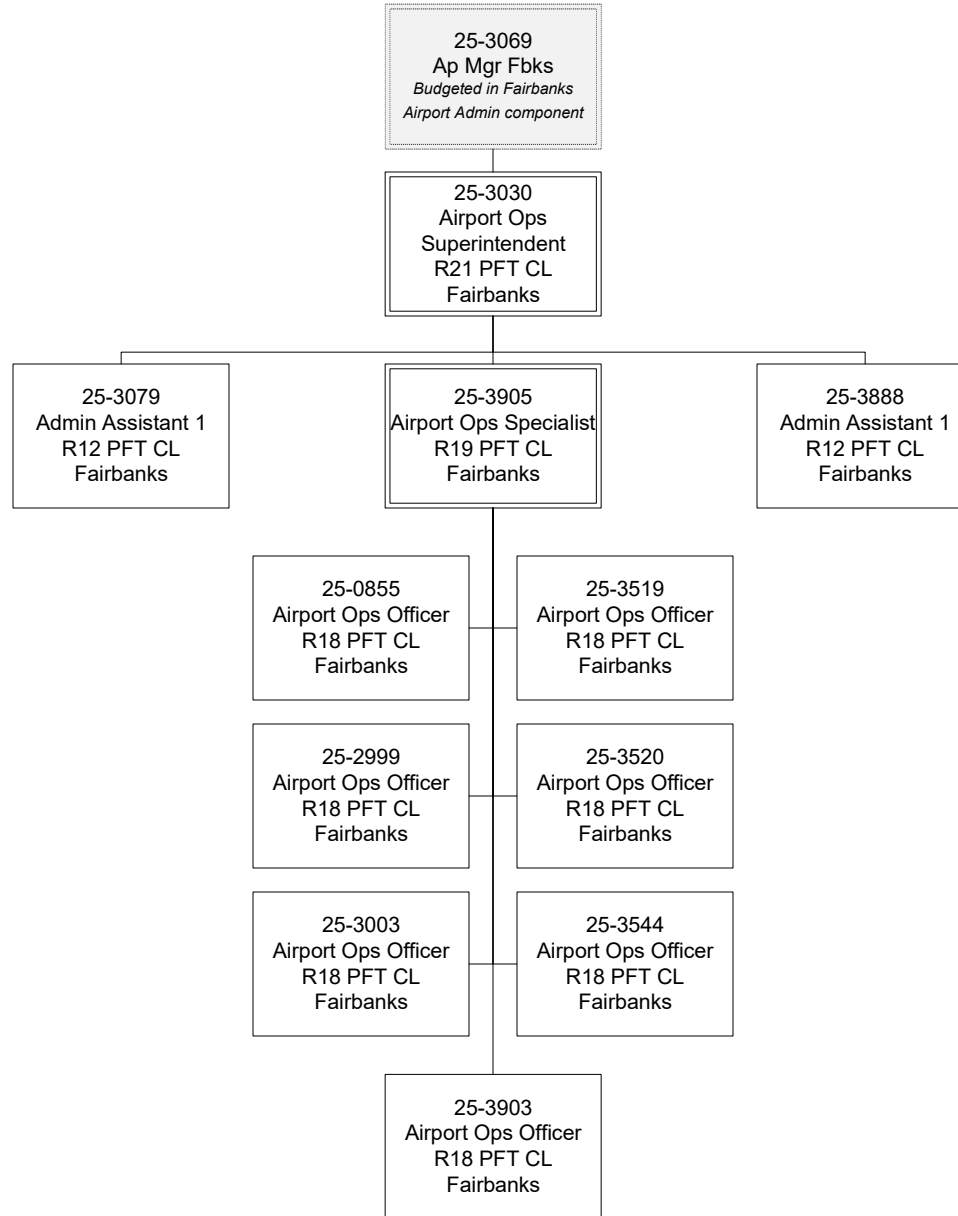 25-3069
Ap Mgr Fbks
Budgeted in Fairbanks
Airport Admin component
25-3030
Airport Ops
Superintendent
R21 PFT CL
Fairbanks
25-3079
Admin Assistant 1
R12 PFT CL
Fairbanks
25-3905
Airport Ops Specialist
R19 PFT CL
Fairbanks
25-3888
Admin Assistant 1
R12 PFT CL
Fairbanks
25-0855
Airport Ops Officer
R18 PFT CL
Fairbanks
25-3519
Airport Ops Officer
R18 PFT CL
Fairbanks
25-2999
Airport Ops Officer
R18 PFT CL
Fairbanks
25-3520
Airport Ops Officer
R18 PFT CL
Fairbanks
25-3003
Airport Ops Officer
R18 PFT CL
Fairbanks
25-3544
Airport Ops Officer
R18 PFT CL
Fairbanks
25-3903
Airport Ops Officer
R18 PFT CL
Fairbanks